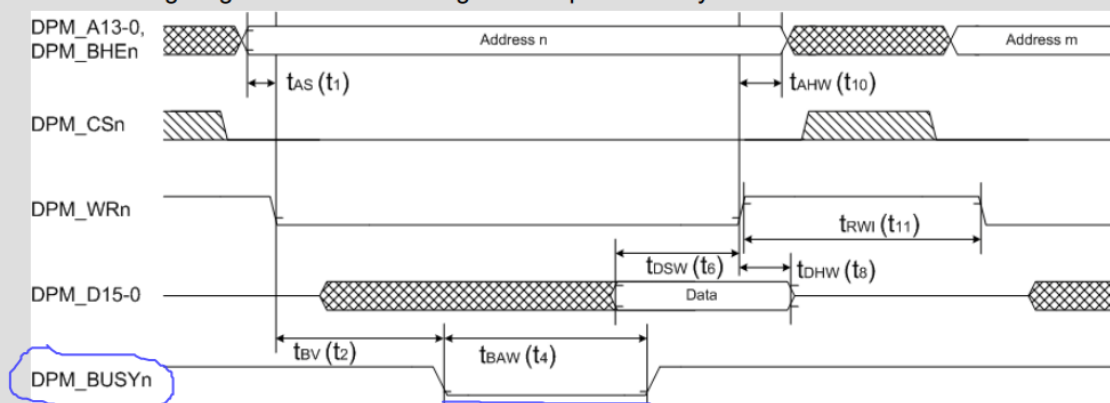 DPM_A13-0,
DPM_BHEn
Address n
Address m
tAS (t1)
tAHW (t10)
DPM_CSn
DPM_WRn
tRWI (t11)
tDSW (t6)
tDHW (t8)
DPM_D15-0
Data
tBV (t2)
tBAW (t4)
DPM_BUSYn